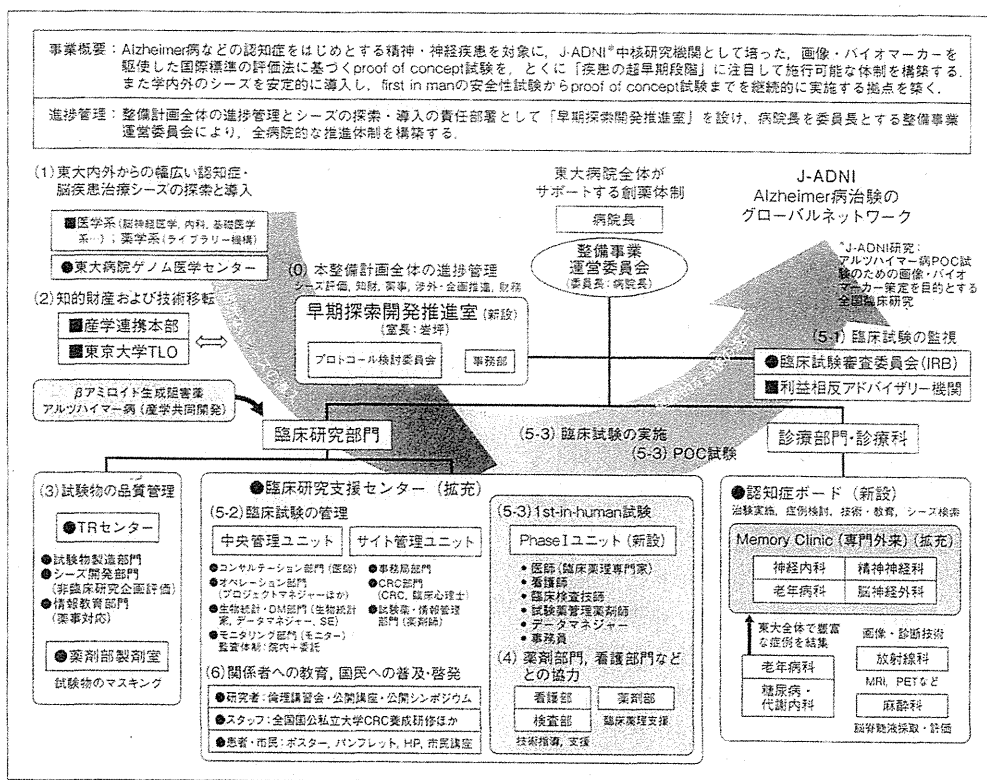 事業概要：Alzheimer病などの認知症をはじめとする精神・神経疾患を対象に，J-ADNI*中核研究機関として培った，画像・バイオマーカーを
駆使した国際標準の評価法に基づくproof of concept試験を，とくに「疾患の超早期段階」に注目して施行可能な体制を構築する．
また学内外のシーズを安定的に導入し，first in manの安全性試験からproof of concept試験までを継続的に実施する拠点を築く．
進捗管理：整備計画全体の進捗管理とシーズの探索・導入の責任部署として「早期探索開発推進室」を設け，病院長を委員長とする整備事業
運営委員会により，全病院的な推進体制を構築する．
(1)東大内外からの幅広い認知症・
脳疾患治療シーズの探索と導入
■医学系(脳神経医学，内科，基礎医学
系…)；薬学系(ライブラリー機構)
●東大病院ゲノム医学センター
(2)知的財産および技術移転
■産学連携本部
■東京大学TLO
βアミロイド生成阻害薬
アルツハイマー病(産学共同開発)
東大病院全体が
サポートする創薬体制
病院長
整備事業
運営委員会
(委員長：病院長)
(0)本整備計画全体の進捗管理
シーズ評価，知財，薬事，渉外・企画推進，財務
早期探索開発推進室(新設)
(室長：岩坪)
プロトコール検討委員会
事務部
J-ADNI
Alzheimer病治験の
グローバルネットワーク
*J-ADNI研究：
アルツハイマー病POC試
験のための画像・バイオ
マーカー策定を目的とする
全国臨床研究
(5-1)臨床試験の監視
●臨床試験審査委員会(IRB)
■利益相反アドバイザリー機関
臨床研究部門
(5-3)臨床試験の実施
(5-3)POC試験
診療部門・診療科
(3)試験物の品質管理
●TRセンター
●試験物製造部門
●シーズ開発部門
(非臨床研究企画評価)
●情報教育部門
(薬事対応)
●薬剤部製剤室
試験物のマスキング
●臨床研究支援センター(拡充)
(5-2)臨床試験の管理
中央管理ユニット
●コンサルテーション部門(医師)
●オペレーション部門
(プロジェクトマネジャーほか)
●生物統計・DM部門(生物統計
家，データマネジャー，SE)
●モニタリング部門(モニター)
監査体制：院内＋委託
サイト管理ユニット
●事務局部門
●CRC部門
(CRC，臨床心理士)
●試験薬・情報管理
部門(薬剤師)
(6)関係者への教育，国民への普及・啓発
●研究者：倫理講習会・公開講座・公開シンポジウム
●スタッフ：全国国公私立大学CRC養成研修ほか
●患者・市民：ポスター，パンフレット，HP，市民講座
(5-3)1st-in-human試験
PhaseⅠユニット(新設)
・医師(臨床薬理専門家)
・看護師
・臨床検査技師
・試験薬管理薬剤師
・データマネジャー
・事務員
(4)薬剤部門，看護部門など
との協力
看護部
検査部
技術指導，支援
薬剤部
臨床薬理支援
●認知症ボード(新設)
治験実施，症例検討，技術・教育，シーズ検索
Memory Clinic(専門外来)(拡充)
神経内科
精神神経科
老年病科
脳神経外科
東大全体で豊富
な症例を結集
老年病科
糖尿病・
代謝内科
画像・診断技術
放射線科
MRI，PETなど
麻酔科
脳脊髄液採取・評価